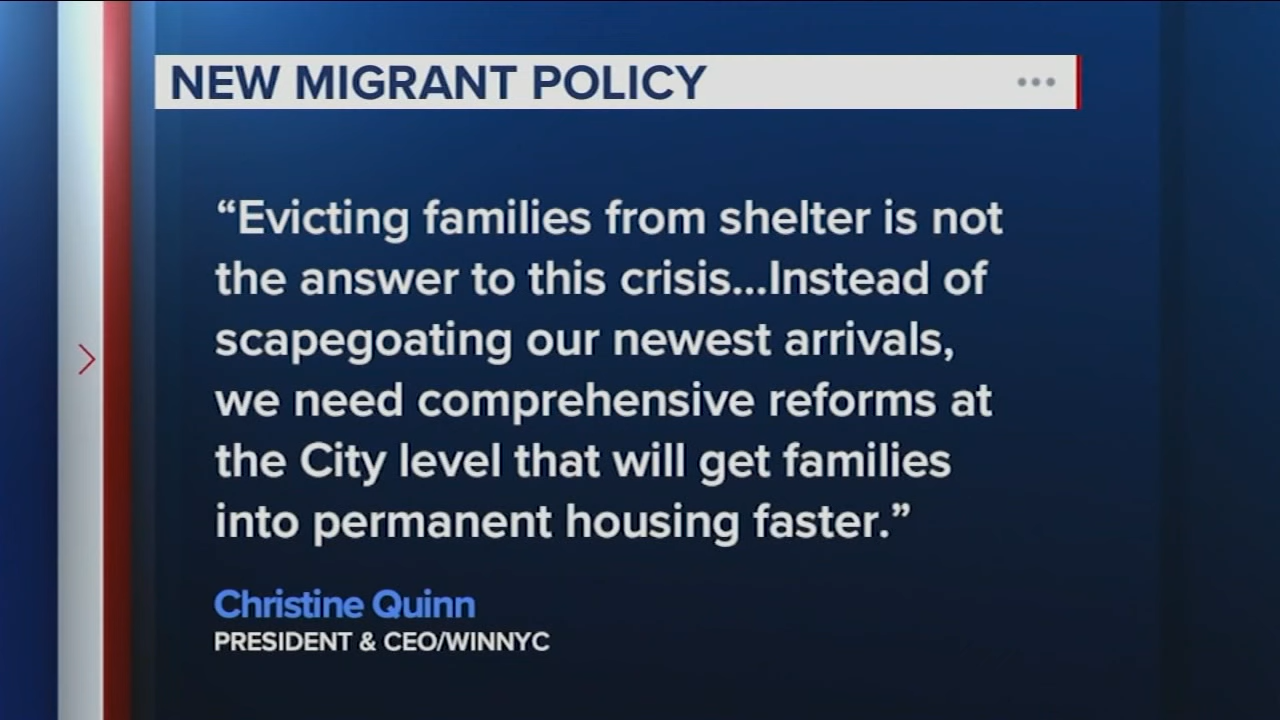 NEW MIGRANT POLICY
“Evicting families from shelter is not
the answer to this crisis...Instead of
scapegoating our newest arrivals,
we need comprehensive reforms at
the City level that will get families
into permanent housing faster.”
Christine Quinn
PRESIDENT & CEO/WINNYC